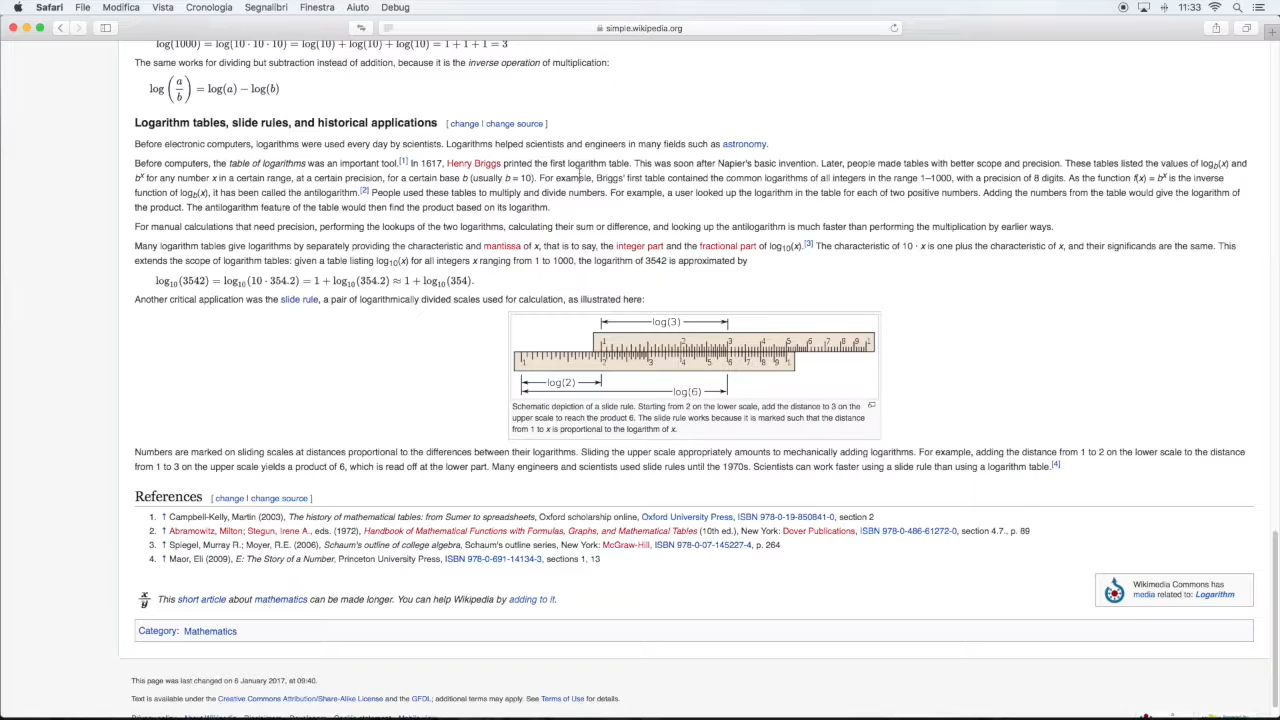 Safari File Modifica Vista Cronologia Segnalibri Finestra Aiuto Debug 11:33
simple.wikipedia.org
log(1000) = log(10 · 10 · 10) = log(10) + log(10) + log(10) = 1 + 1 + 1 = 3
The same works for dividing but subtraction instead of addition, because it is the inverse operation of multiplication:
log(a/b) = log(a) − log(b)
Logarithm tables, slide rules, and historical applications [ change | change source ]
Before electronic computers, logarithms were used every day by scientists. Logarithms helped scientists and engineers in many fields such as astronomy.
Before computers, the table of logarithms was an important tool.[1] In 1617, Henry Briggs printed the first logarithm table. This was soon after Napier's basic invention. Later, people made tables with better scope and precision. These tables listed the values of logb(x) and
bx for any number x in a certain range, at a certain precision, for a certain base b (usually b = 10). For example, Briggs' first table contained the common logarithms of all integers in the range 1–1000, with a precision of 8 digits. As the function f(x) = bx is the inverse
function of logb(x), it has been called the antilogarithm.[2] People used these tables to multiply and divide numbers. For example, a user looked up the logarithm in the table for each of two positive numbers. Adding the numbers from the table would give the logarithm of
the product. The antilogarithm feature of the table would then find the product based on its logarithm.
For manual calculations that need precision, performing the lookups of the two logarithms, calculating their sum or difference, and looking up the antilogarithm is much faster than performing the multiplication by earlier ways.
Many logarithm tables give logarithms by separately providing the characteristic and mantissa of x, that is to say, the integer part and the fractional part of log10(x).[3] The characteristic of 10 · x is one plus the characteristic of x, and their significands are the same. This
extends the scope of logarithm tables: given a table listing log10(x) for all integers x ranging from 1 to 1000, the logarithm of 3542 is approximated by
log10(3542) = log10(10 · 354.2) = 1 + log10(354.2) ≈ 1 + log10(354).
Another critical application was the slide rule, a pair of logarithmically divided scales used for calculation, as illustrated here:
log(3)
1 2 3 4 5 6 7 8 9 1
1 2 3 4 5 6 7 8 9 1
log(2)
log(6)
Schematic depiction of a slide rule. Starting from 2 on the lower scale, add the distance to 3 on the
upper scale to reach the product 6. The slide rule works because it is marked such that the distance
from 1 to x is proportional to the logarithm of x.
Numbers are marked on sliding scales at distances proportional to the differences between their logarithms. Sliding the upper scale appropriately amounts to mechanically adding logarithms. For example, adding the distance from 1 to 2 on the lower scale to the distance
from 1 to 3 on the upper scale yields a product of 6, which is read off at the lower part. Many engineers and scientists used slide rules until the 1970s. Scientists can work faster using a slide rule than using a logarithm table.[4]
References [ change | change source ]
1. ↑ Campbell-Kelly, Martin (2003), The history of mathematical tables: from Sumer to spreadsheets, Oxford scholarship online, Oxford University Press, ISBN 978-0-19-850841-0, section 2
2. ↑ Abramowitz, Milton; Stegun, Irene A., eds. (1972), Handbook of Mathematical Functions with Formulas, Graphs, and Mathematical Tables (10th ed.), New York: Dover Publications, ISBN 978-0-486-61272-0, section 4.7., p. 89
3. ↑ Spiegel, Murray R.; Moyer, R.E. (2006), Schaum's outline of college algebra, Schaum's outline series, New York: McGraw-Hill, ISBN 978-0-07-145227-4, p. 264
4. ↑ Maor, Eli (2009), E: The Story of a Number, Princeton University Press, ISBN 978-0-691-14134-3, sections 1, 13
Wikimedia Commons has
media related to: Logarithm
x/y This short article about mathematics can be made longer. You can help Wikipedia by adding to it.
Category: Mathematics
This page was last changed on 6 January 2017, at 09:40.
Text is available under the Creative Commons Attribution/Share-Alike License and the GFDL; additional terms may apply. See Terms of Use for details.